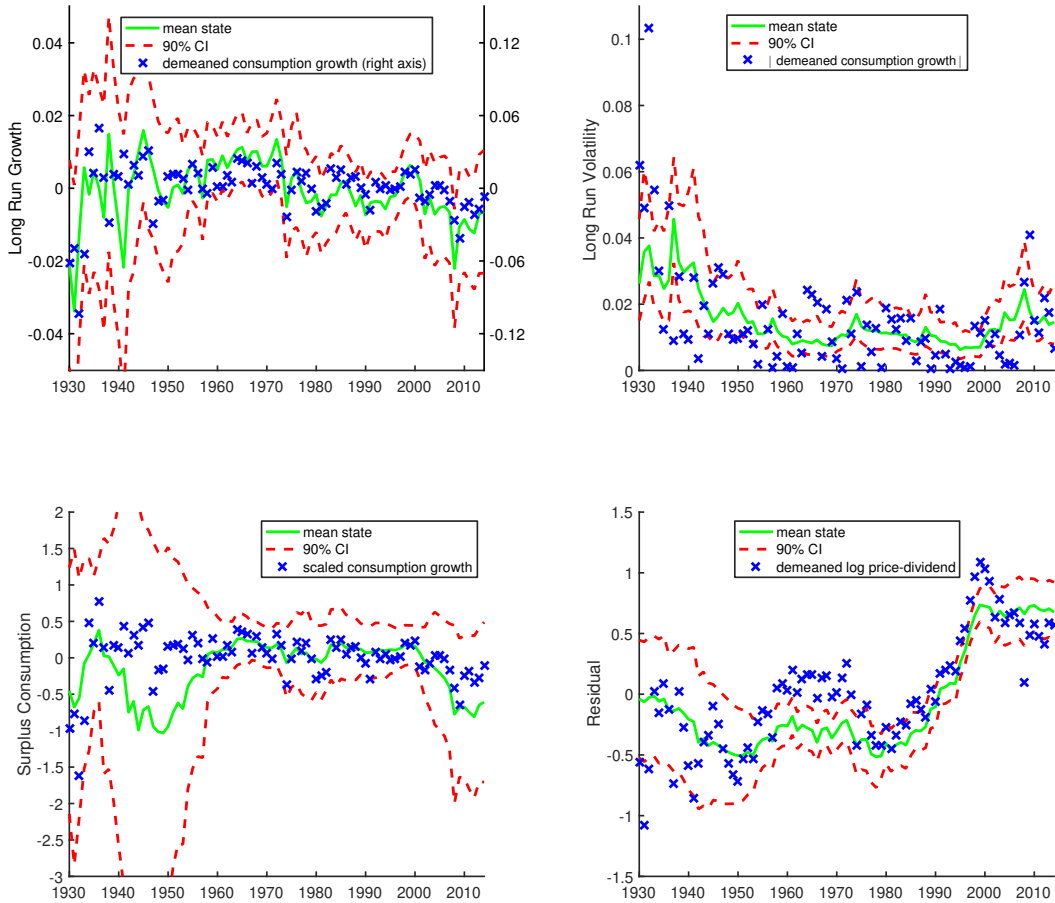 mean state
90% CI
demeaned consumption growth (right axis)
Long Run Growth
0.04
0.02
0
-0.02
-0.04
0.12
0.06
0
-0.06
-0.12
1930 1940 1950 1960 1970 1980 1990 2000 2010
mean state
90% CI
| demeaned consumption growth |
Long Run Volatility
0.1
0.08
0.06
0.04
0.02
0
1930 1940 1950 1960 1970 1980 1990 2000 2010
mean state
90% CI
scaled consumption growth
Surplus Consumption
2
1.5
1
0.5
0
-0.5
-1
-1.5
-2
-2.5
-3
1930 1940 1950 1960 1970 1980 1990 2000 2010
mean state
90% CI
demeaned log price-dividend
Residual
1.5
1
0.5
0
-0.5
-1
-1.5
1930 1940 1950 1960 1970 1980 1990 2000 2010